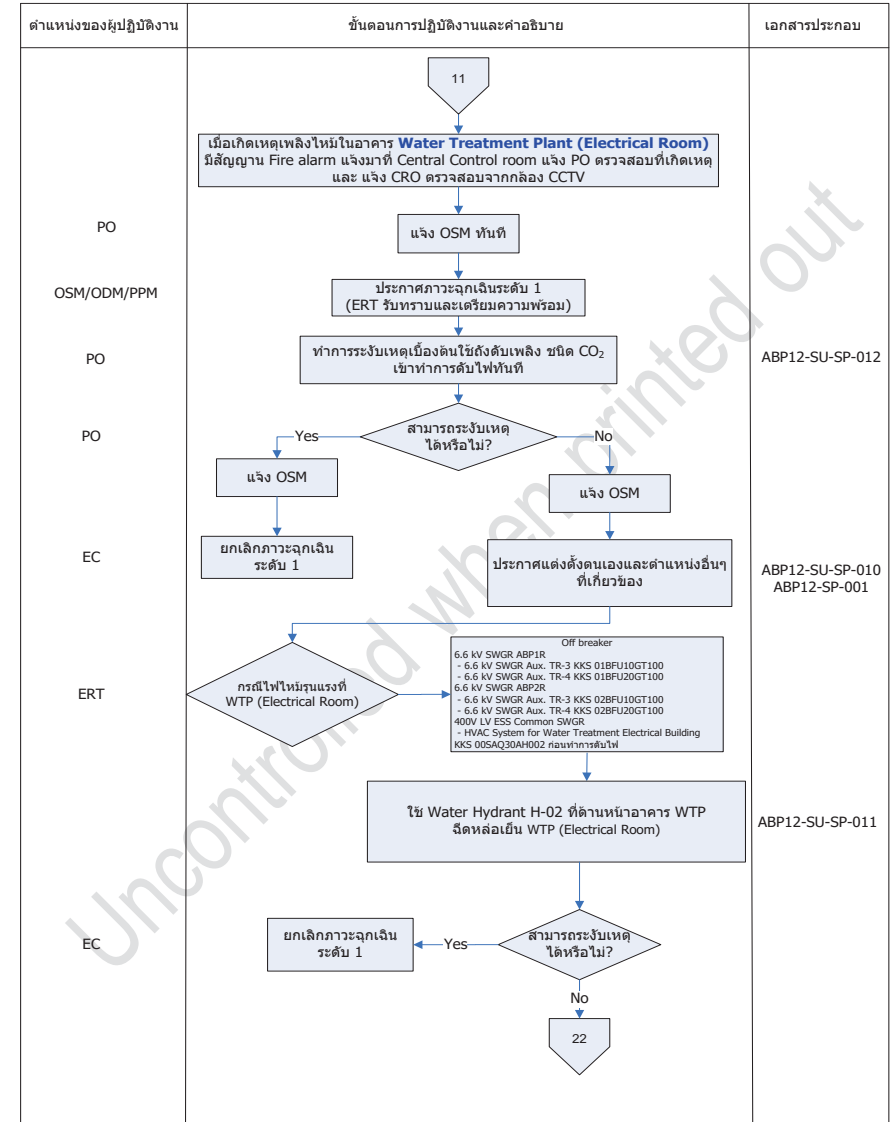 ตำแหน่งของผู้ปฏิบัติงาน
ขั้นตอนการปฏิบัติงานและคำอธิบาย
เอกสารประกอบ
11
เมื่อเกิดเหตุเพลิงไหม้ในอาคาร Water Treatment Plant (Electrical Room)
มีสัญญาน Fire alarm แจ้งมาที่ Central Control room แจ้ง PO ตรวจสอบที่เกิดเหตุ
และ แจ้ง CRO ตรวจสอบจากกล้อง CCTV
PO
แจ้ง OSM ทันที
OSM/ODM/PPM
ประกาศภาวะฉุกเฉินระดับ 1
(ERT รับทราบและเตรียมความพร้อม)
PO
ทำการระงับเหตุเบื้องต้นใช้ถังดับเพลิง ชนิด CO2
เข้าทำการดับไฟทันที
ABP12-SU-SP-012
PO
สามารถระงับเหตุ
ได้หรือไม่?
Yes
No
แจ้ง OSM
แจ้ง OSM
EC
ยกเลิกภาวะฉุกเฉิน
ระดับ 1
ประกาศแต่งตั้งตนเองและตำแหน่งอื่นๆ
ที่เกี่ยวข้อง
ABP12-SU-SP-010
ABP12-SP-001
ERT
กรณีไฟไหม้รุนแรงที่
WTP (Electrical Room)
Off breaker
6.6 kV SWGR ABP1R
- 6.6 kV SWGR Aux. TR-3 KKS 01BFU10GT100
- 6.6 kV SWGR Aux. TR-4 KKS 01BFU20GT100
6.6 kV SWGR ABP2R
- 6.6 kV SWGR Aux. TR-3 KKS 02BFU10GT100
- 6.6 kV SWGR Aux. TR-4 KKS 02BFU20GT100
400V LV ESS Common SWGR
- HVAC System for Water Treatment Electrical Building
KKS 00SAQ30AH002 ก่อนทำการดับไฟ
ใช้ Water Hydrant H-02 ที่ด้านหน้าอาคาร WTP
ฉีดหล่อเย็น WTP (Electrical Room)
ABP12-SU-SP-011
EC
สามารถระงับเหตุ
ได้หรือไม่?
Yes
ยกเลิกภาวะฉุกเฉิน
ระดับ 1
No
22
Uncontrolled when printed out